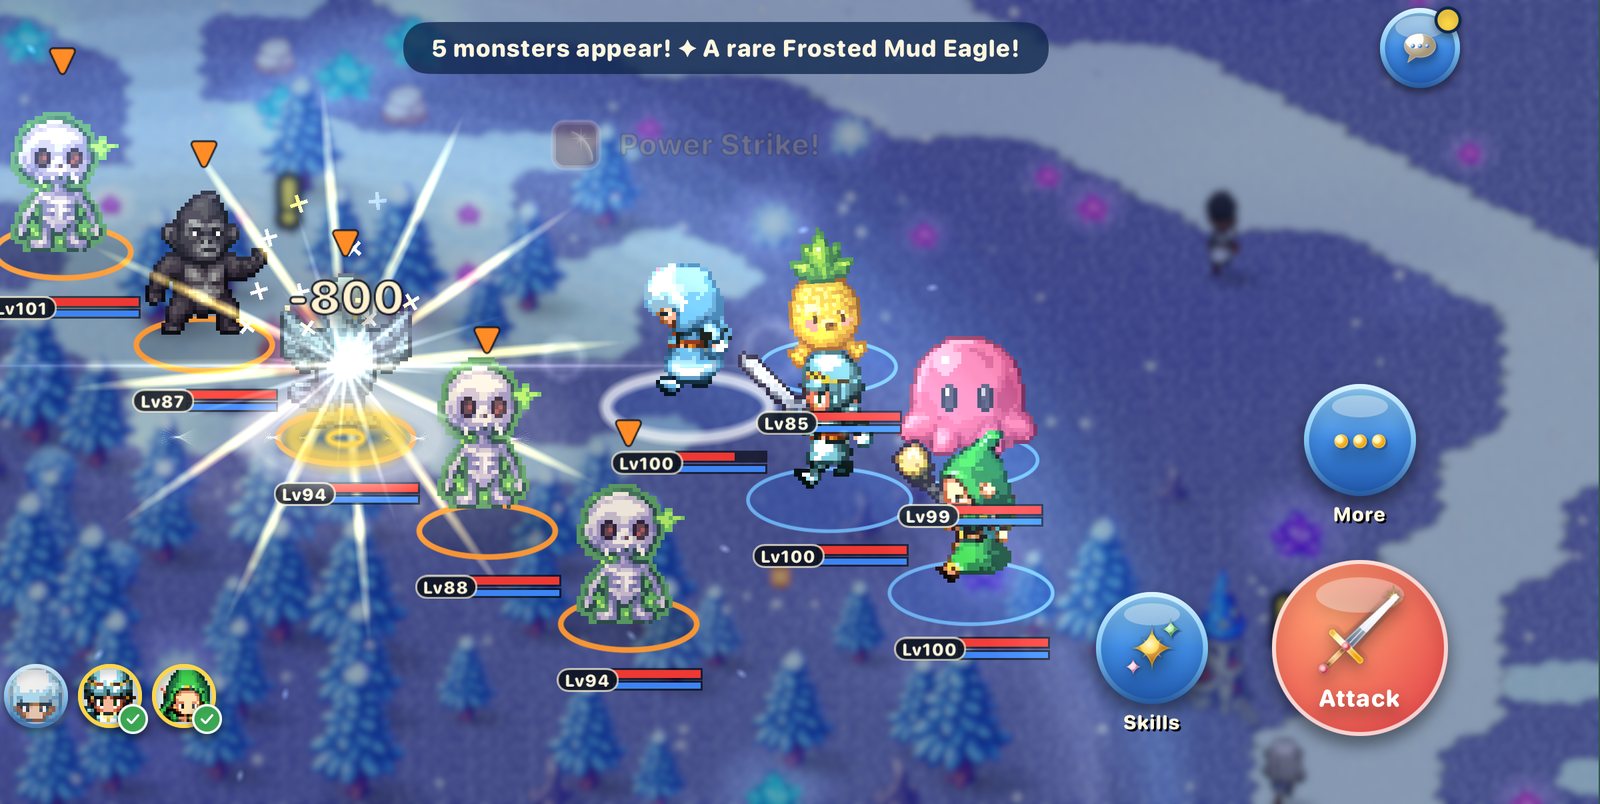 5 monsters appear! ✦ A rare Frosted Mud Eagle!
Power Strike!
-800
Lv101
Lv87
Lv94
Lv88
Lv94
Lv100
Lv85
Lv100
Lv99
Lv100
More
Skills
Attack